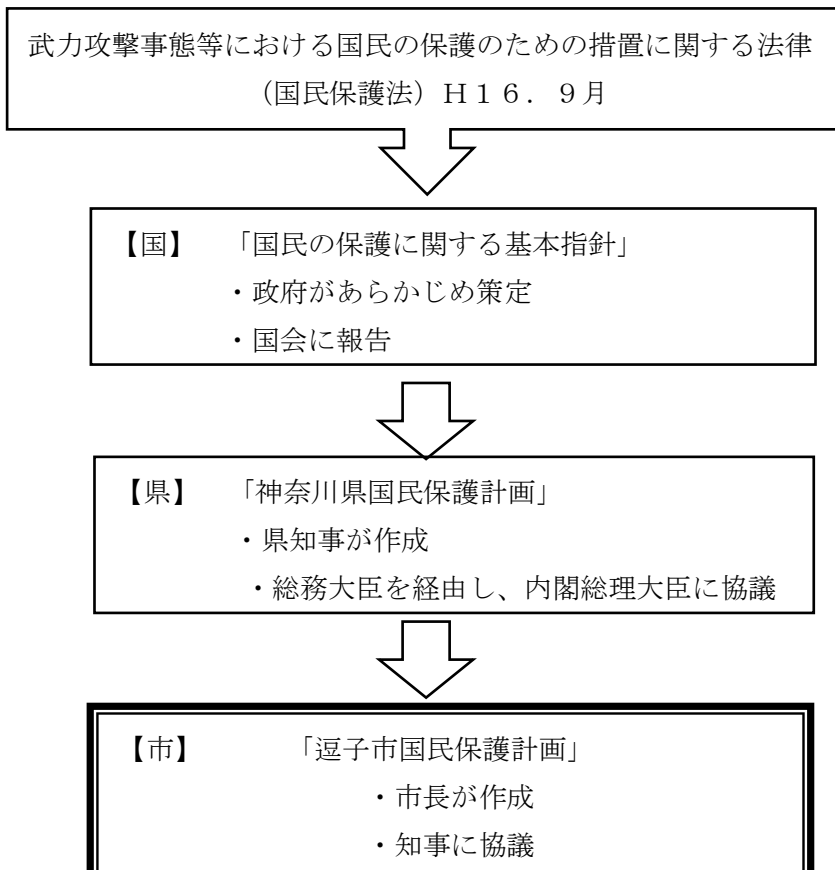 武力攻撃事態等における国民の保護のための措置に関する法律
（国民保護法）Ｈ１６．９月
【国】　「国民の保護に関する基本指針」
・政府があらかじめ策定
・国会に報告
【県】　「神奈川県国民保護計画」
・県知事が作成
・総務大臣を経由し、内閣総理大臣に協議
【市】　「逗子市国民保護計画」
・市長が作成
・知事に協議